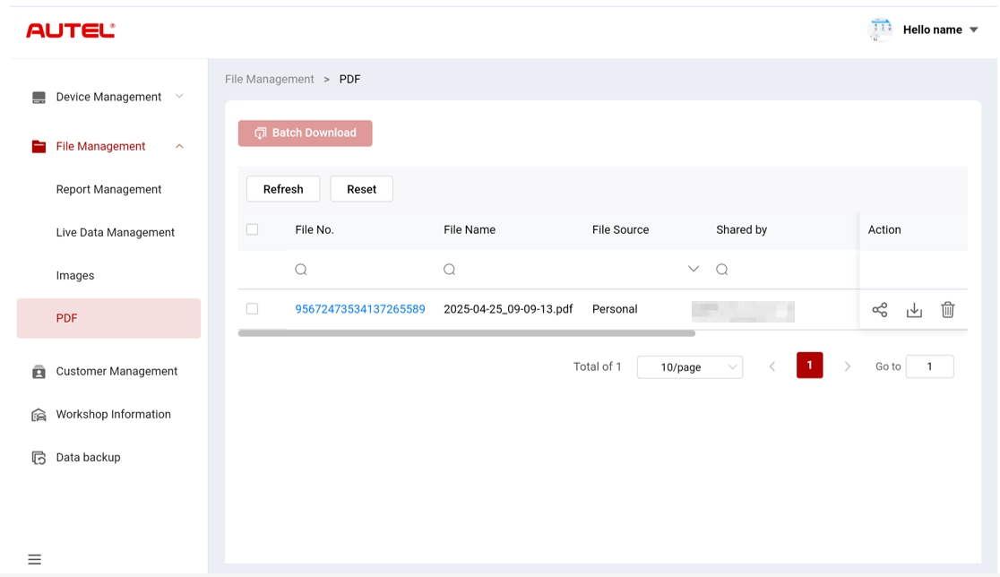 AUTEL®
Hello name
Device Management
File Management
Report Management
Live Data Management
Images
PDF
Customer Management
Workshop Information
Data backup
File Management > PDF
Batch Download
Refresh Reset
File No. File Name File Source Shared by Action
95672473534137265589 2025-04-25_09-09-13.pdf Personal
Total of 1 10/page 1 Go to 1